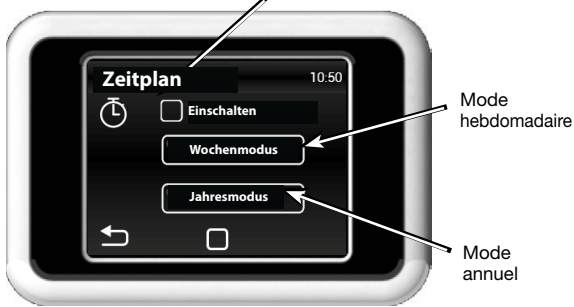 Zeitplan 10:50
Einschalten
Wochenmodus
Jahresmodus
Mode
hebdomadaire
Mode
annuel